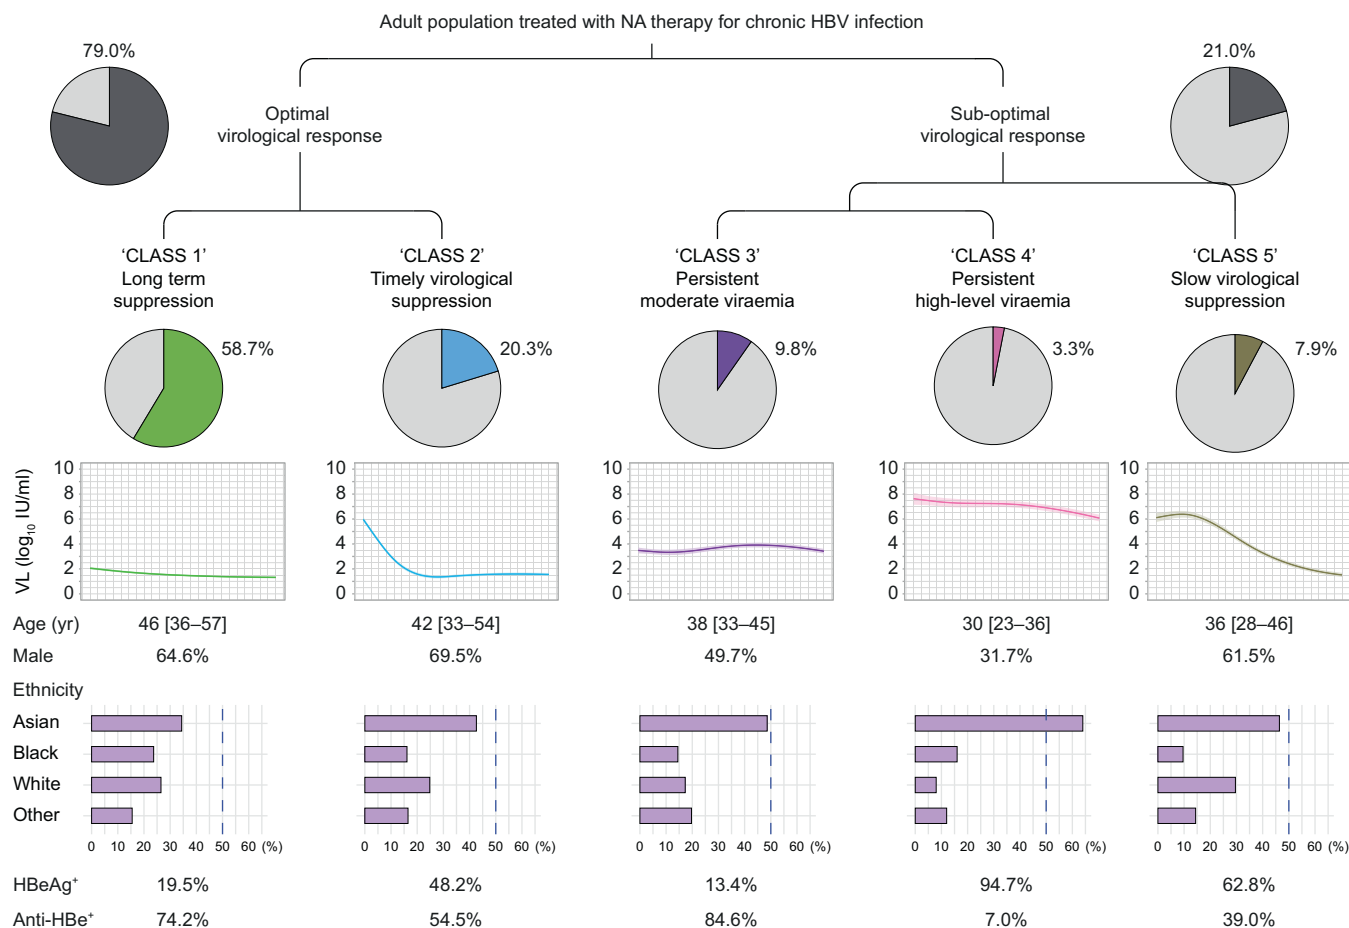 Adult population treated with NA therapy for chronic HBV infection
79.0%
21.0%
Optimal
virological response
Sub-optimal
virological response
‘CLASS 1’
Long term
suppression
‘CLASS 2’
Timely virological
suppression
‘CLASS 3’
Persistent
moderate viraemia
‘CLASS 4’
Persistent
high-level viraemia
‘CLASS 5’
Slow virological
suppression
58.7%
20.3%
9.8%
3.3%
7.9%
VL (log₁₀ IU/ml)
10 10 10 10 10
8 8 8 8 8
6 6 6 6 6
4 4 4 4 4
2 2 2 2 2
0 0 0 0 0
Age (yr) 46 [36–57] 42 [33–54] 38 [33–45] 30 [23–36] 36 [28–46]
Male 64.6% 69.5% 49.7% 31.7% 61.5%
Ethnicity
Asian
Black
White
Other
0 10 20 30 40 50 60 (%) 0 10 20 30 40 50 60 (%) 0 10 20 30 40 50 60 (%) 0 10 20 30 40 50 60 (%) 0 10 20 30 40 50 60 (%)
HBeAg⁺ 19.5% 48.2% 13.4% 94.7% 62.8%
Anti-HBe⁺ 74.2% 54.5% 84.6% 7.0% 39.0%